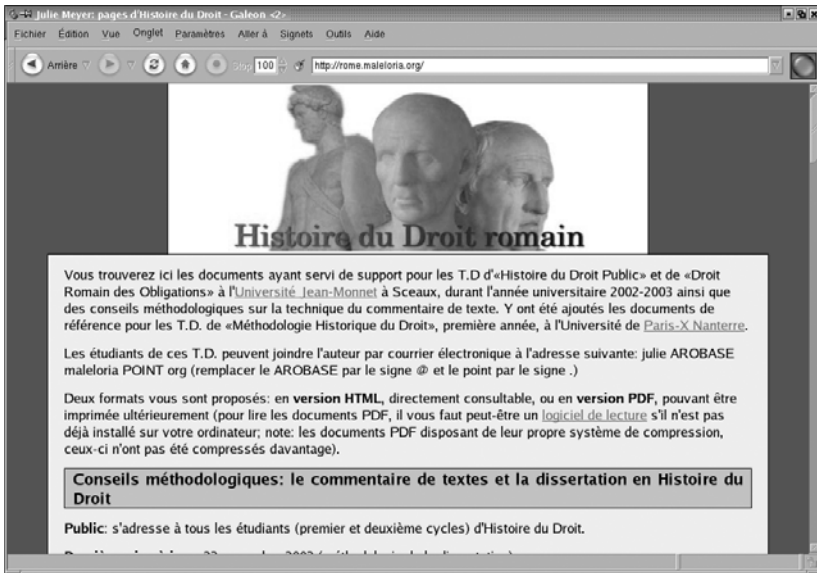 Julie Meyer: pages d'Histoire du Droit - Galeon <2>
Fichier Édition Vue Onglet Paramètres Aller à Signets Outils Aide
Arrière Stop 100 http://rome.maleloria.org/
Histoire du Droit romain
Vous trouverez ici les documents ayant servi de support pour les T.D d'«Histoire du Droit Public» et de «Droit
Romain des Obligations» à l'Université Jean-Monnet à Sceaux, durant l'année universitaire 2002-2003 ainsi que
des conseils méthodologiques sur la technique du commentaire de texte. Y ont été ajoutés les documents de
référence pour les T.D. de «Méthodologie Historique du Droit», première année, à l'Université de Paris-X Nanterre.
Les étudiants de ces T.D. peuvent joindre l'auteur par courrier électronique à l'adresse suivante: julie AROBASE
maleloria POINT org (remplacer le AROBASE par le signe @ et le point par le signe .)
Deux formats vous sont proposés: en version HTML, directement consultable, ou en version PDF, pouvant être
imprimée ultérieurement (pour lire les documents PDF, il vous faut peut-être un logiciel de lecture s'il n'est pas
déjà installé sur votre ordinateur; note: les documents PDF disposant de leur propre système de compression,
ceux-ci n'ont pas été compressés davantage).
Conseils méthodologiques: le commentaire de textes et la dissertation en Histoire du
Droit
Public: s'adresse à tous les étudiants (premier et deuxième cycles) d'Histoire du Droit.